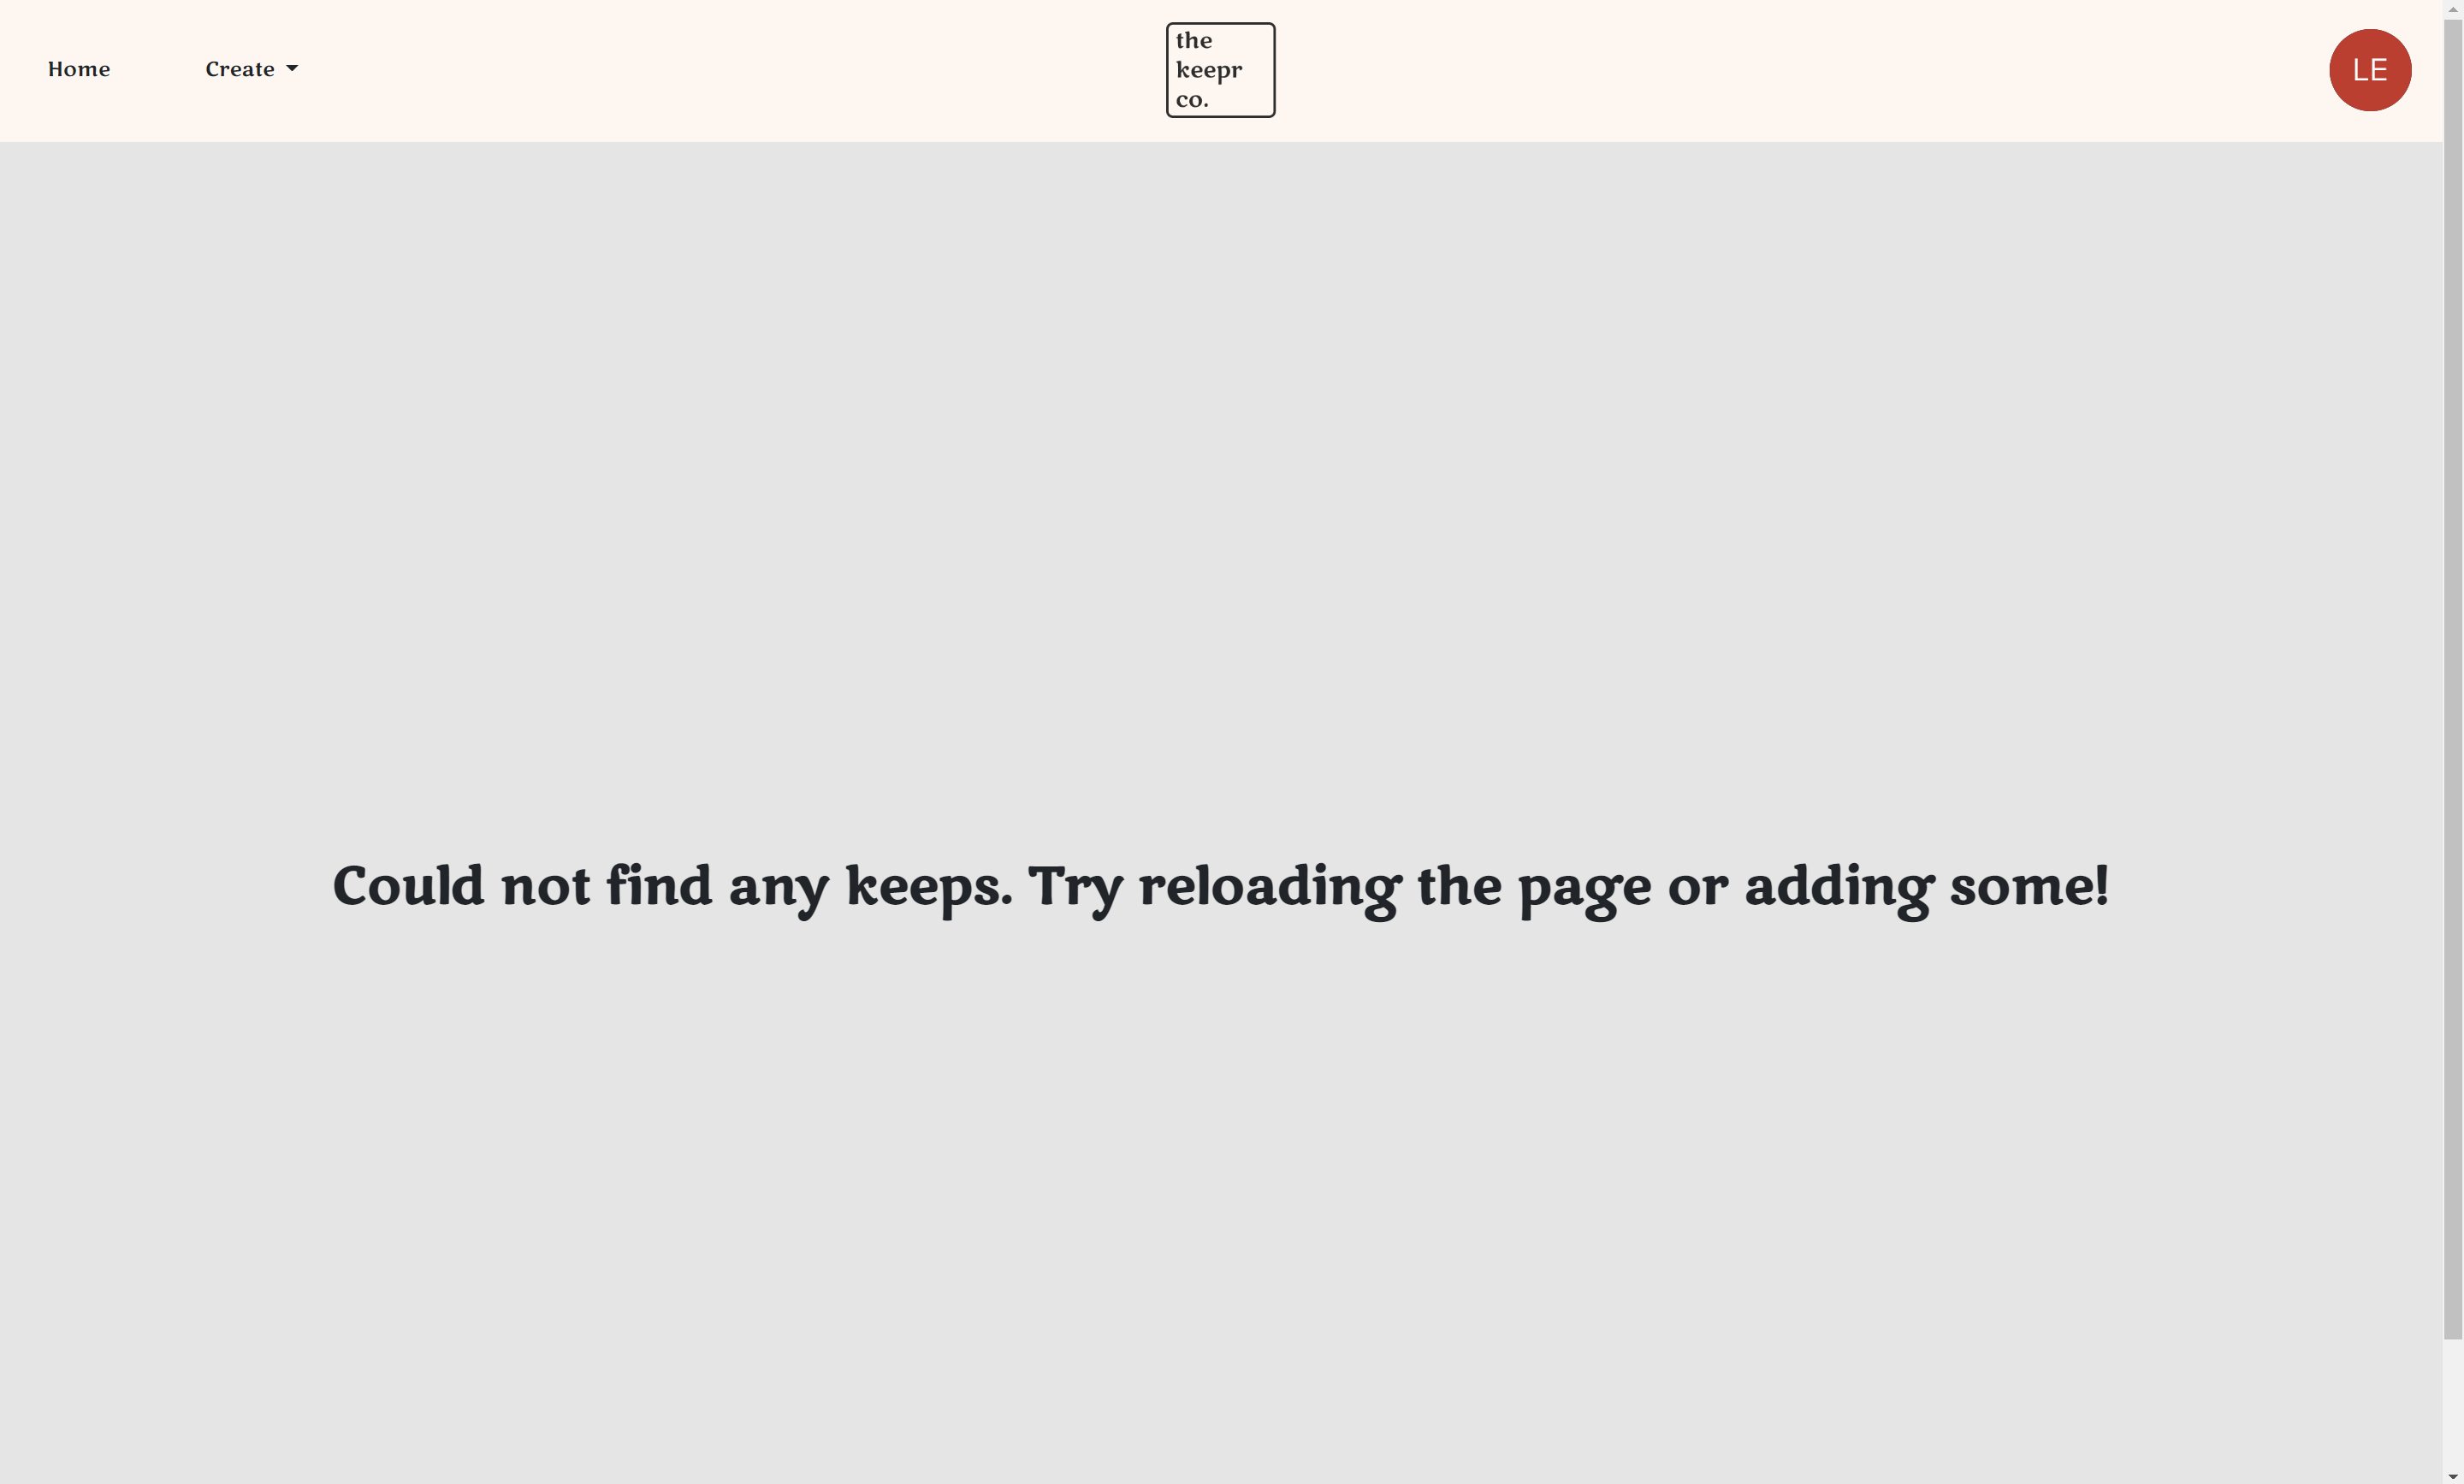 Home
Create
the
keepr
co.
LE
Could not find any keeps. Try reloading the page or adding some!